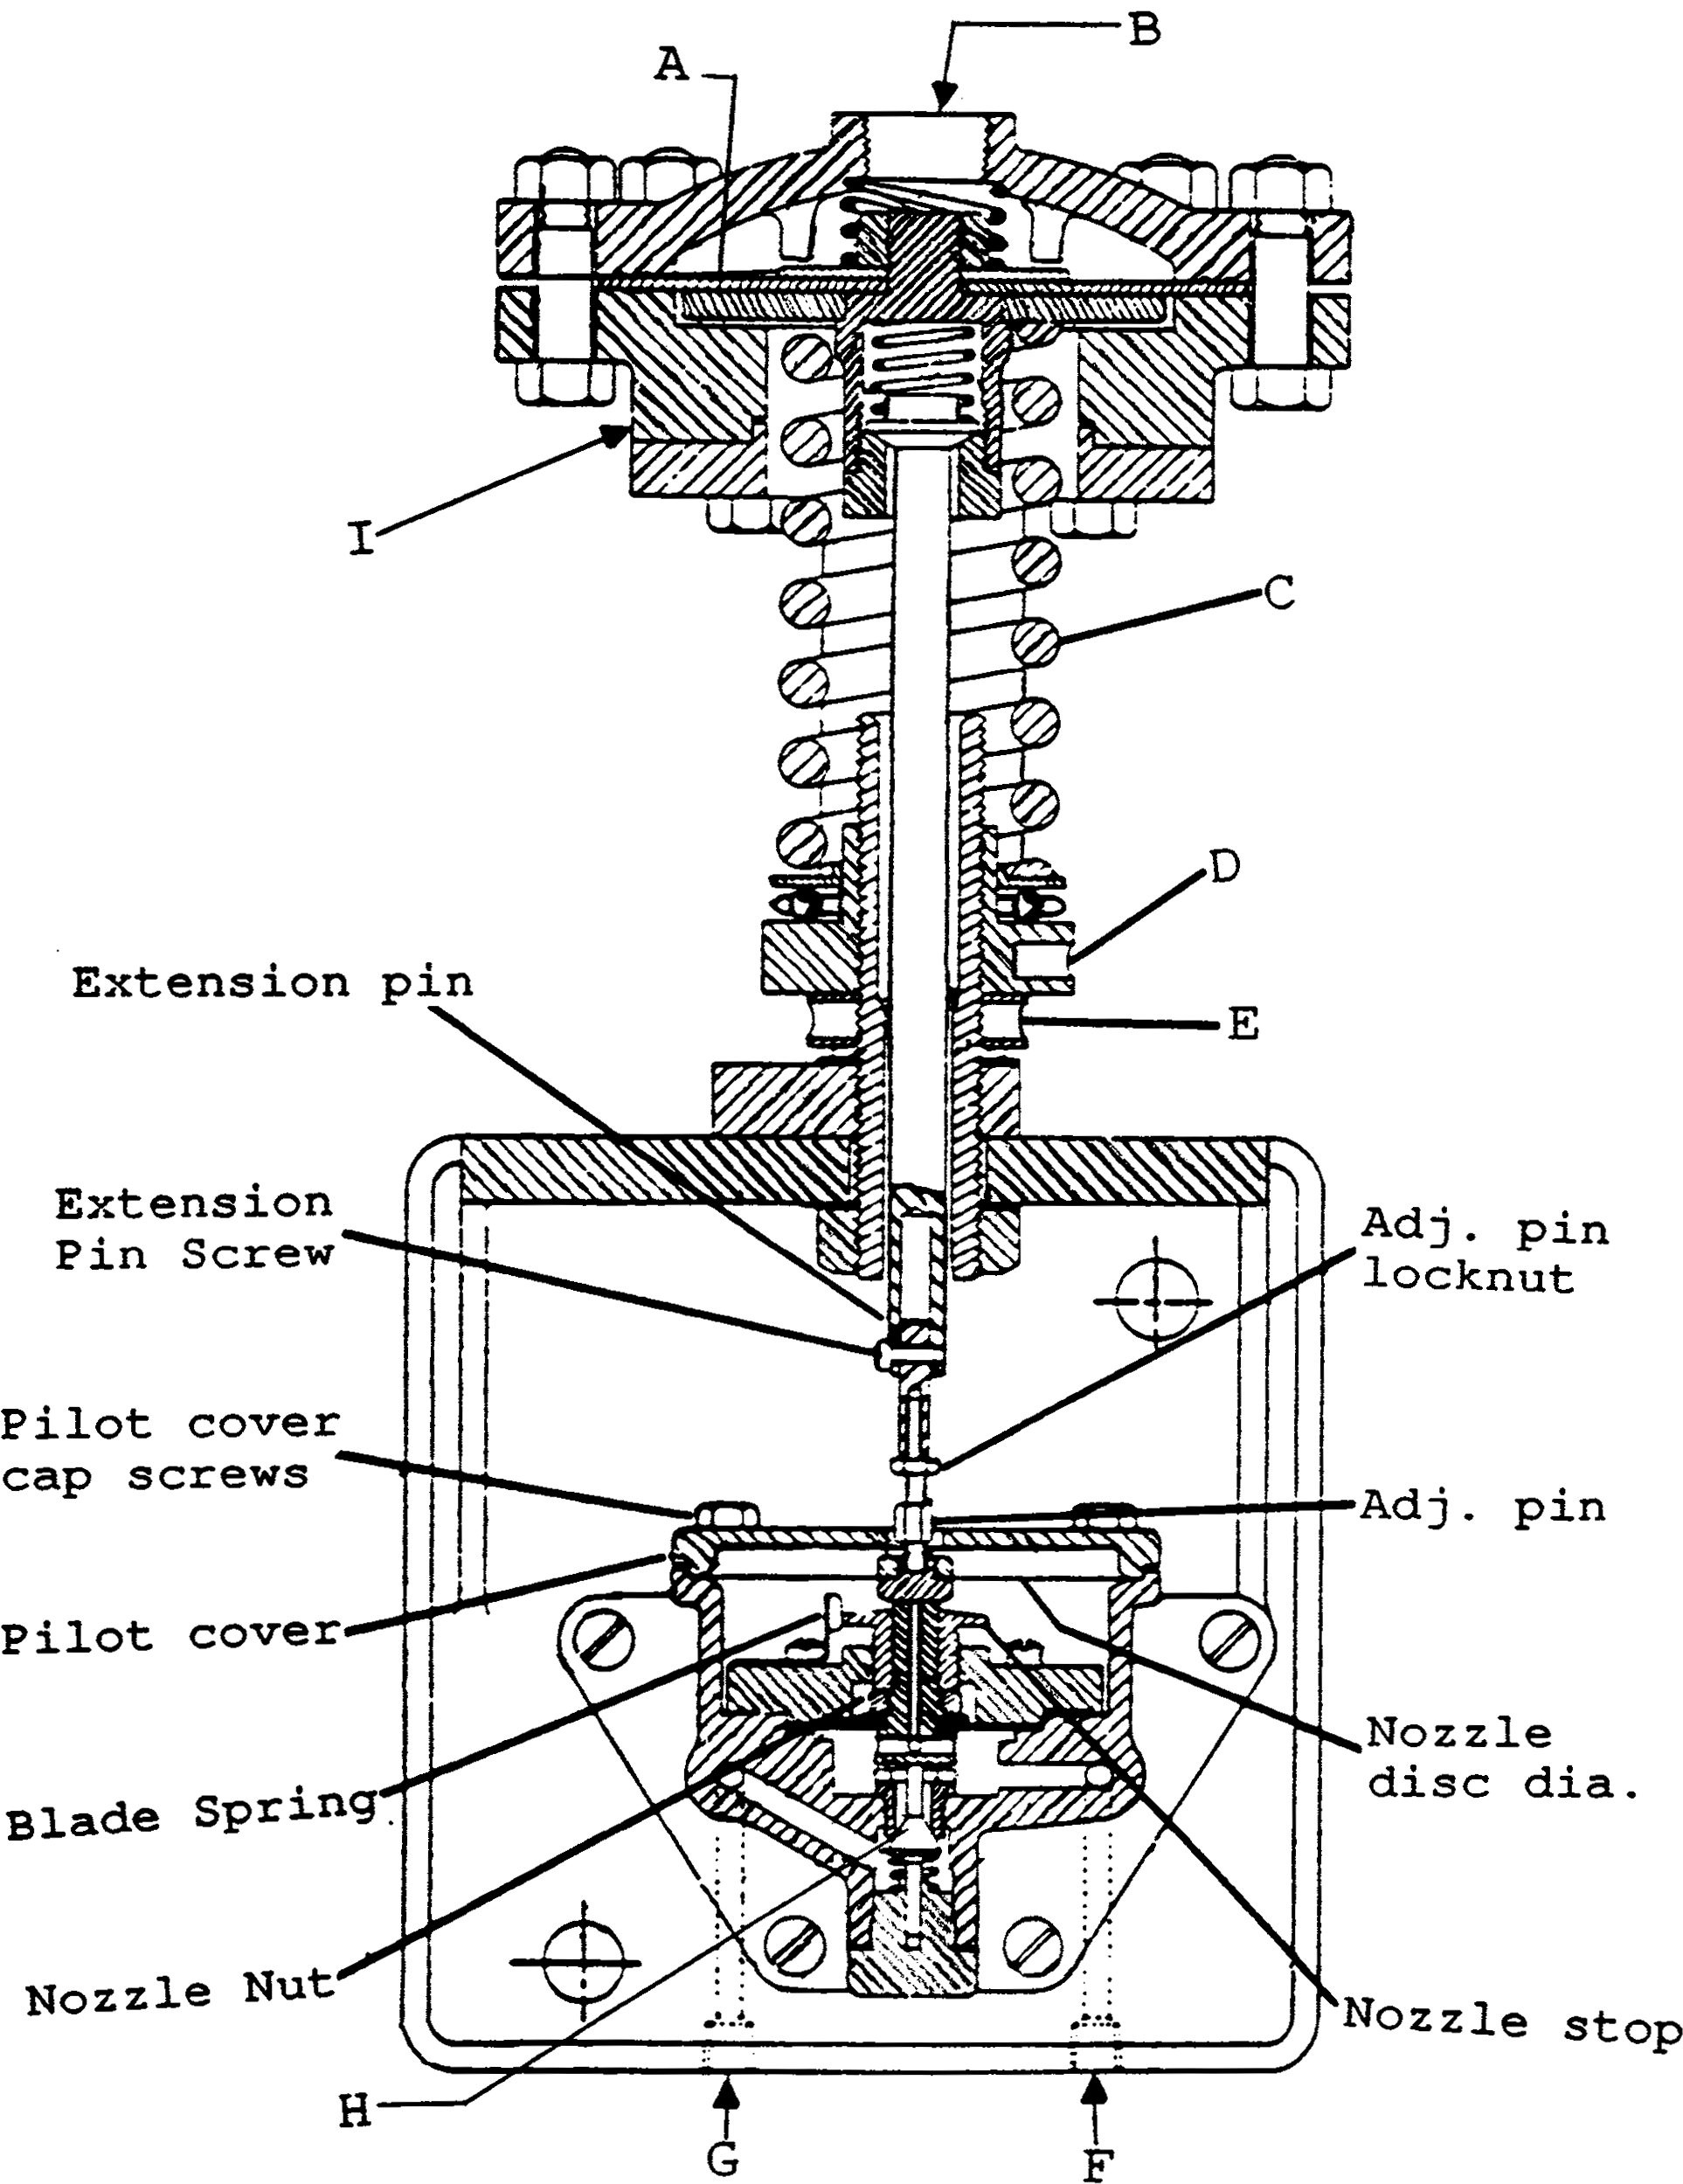 B
A
I
C
D
Extension pin
E
Extension
Pin Screw
Adj. pin
locknut
Pilot cover
cap screws
Adj. pin
Pilot cover
Nozzle
disc dia.
Blade Spring
Nozzle Nut
Nozzle stop
H
G
F